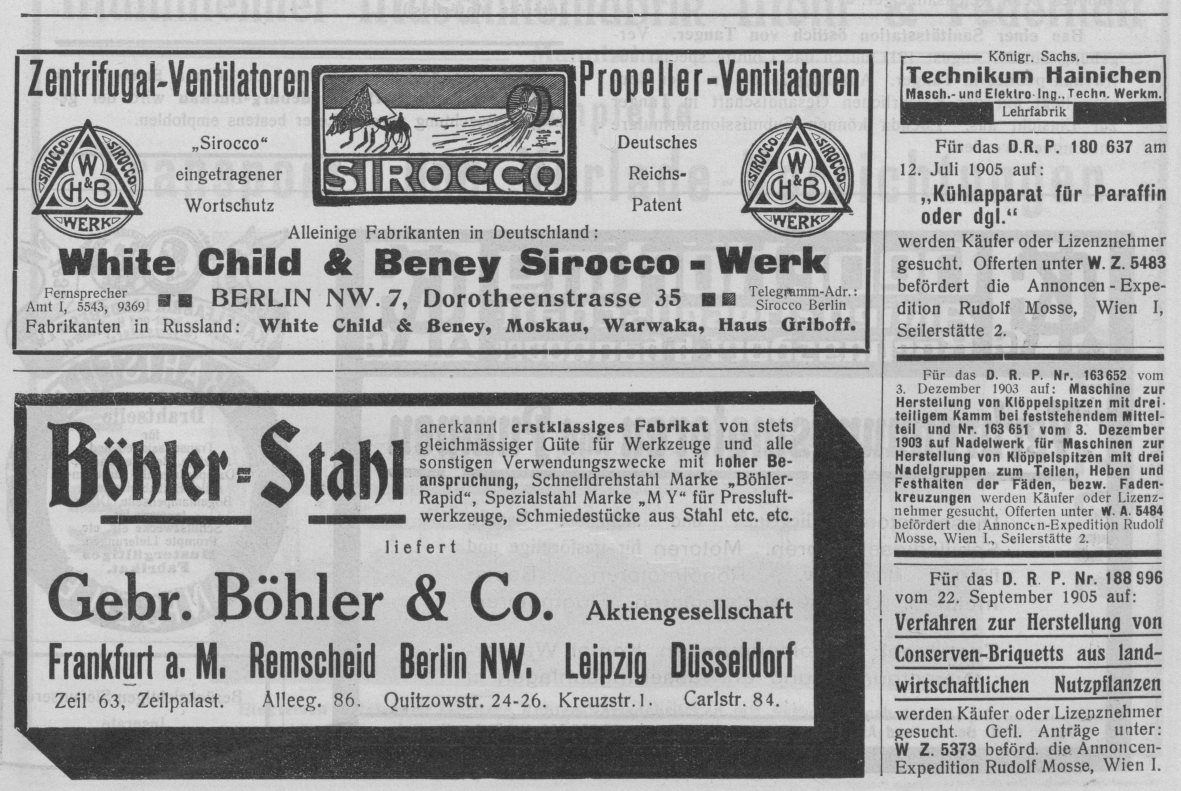 Zentrifugal-Ventilatoren
Propeller-Ventilatoren
SIROCCO SIROCCO
W
CH & B
WERK
„Sirocco“
eingetragener
Wortschutz
SIROCCO
Deutsches
Reichs-
Patent
SIROCCO SIROCCO
W
CH & B
WERK
Alleinige Fabrikanten in Deutschland:
White Child & Beney Sirocco-Werk
Fernsprecher
Amt I, 5543, 9369
BERLIN NW. 7, Dorotheenstrasse 35
Telegramm-Adr.:
Sirocco Berlin
Fabrikanten in Russland: White Child & Beney, Moskau, Warwaka, Haus Griboff.
Böhler-Stahl
anerkannt erstklassiges Fabrikat von stets
gleichmässiger Güte für Werkzeuge und alle
sonstigen Verwendungszwecke mit hoher Be-
anspruchung, Schnelldrehstahl Marke „Böhler-
Rapid“, Spezialstahl Marke „MY“ für Pressluft-
werkzeuge, Schmiedestücke aus Stahl etc. etc.
liefert
Gebr. Böhler & Co. Aktiengesellschaft
Frankfurt a. M. Remscheid Berlin NW. Leipzig Düsseldorf
Zeil 63, Zeilpalast. Alleeg. 86. Quitzowstr. 24-26. Kreuzstr. 1. Carlstr. 84.
Königr. Sachs.
Technikum Hainichen
Masch.- und Elektro-Ing., Techn. Werkm.
Lehrfabrik
Für das D. R. P. 180 637 am
12. Juli 1905 auf:
„Kühlapparat für Paraffin
oder dgl.“
werden Käufer oder Lizenznehmer
gesucht. Offerten unter W. Z. 5483
befördert die Annoncen-Expe-
dition Rudolf Mosse, Wien I,
Seilerstätte 2.
Für das D. R. P. Nr. 163 652 vom
3. Dezember 1903 auf: Maschine zur
Herstellung von Klöppelspitzen mit drei-
teiligem Kamm bei feststehendem Mittel-
teil und Nr. 163 651 vom 3. Dezember
1903 auf Nadelwerk für Maschinen zur
Herstellung von Klöppelspitzen mit drei
Nadelgruppen zum Teilen, Heben und
Festhalten der Fäden, bezw. Faden-
kreuzungen werden Käufer oder Lizenz-
nehmer gesucht, Offerten unter W. A. 5484
befördert die Annoncen-Expedition Rudolf
Mosse, Wien I., Seilerstätte 2.
Für das D. R. P. Nr. 188 996
vom 22. September 1905 auf:
Verfahren zur Herstellung von
Conserven-Briquetts aus land-
wirtschaftlichen Nutzpflanzen
werden Käufer oder Lizenznehmer
gesucht. Gefl. Anträge unter:
W Z. 5373 beförd. die Annoncen-
Expedition Rudolf Mosse, Wien I.